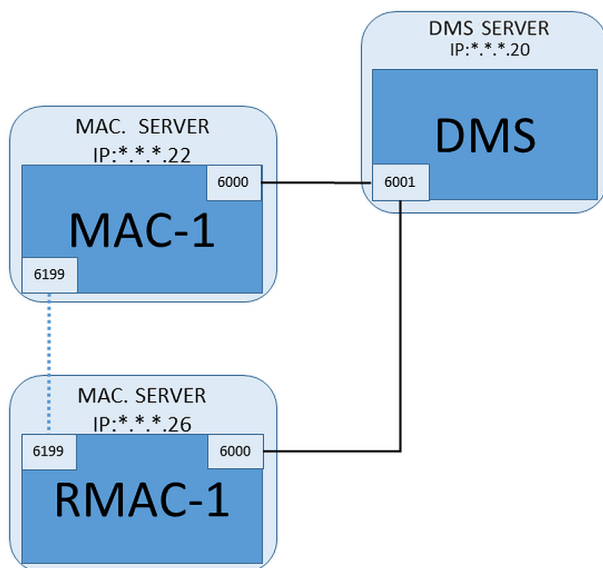 DMS SERVER
IP:*.*.*.20
DMS
6001
MAC. SERVER
IP:*.*.*.22
6000
MAC-1
6199
MAC. SERVER
IP:*.*.*.26
6199
6000
RMAC-1